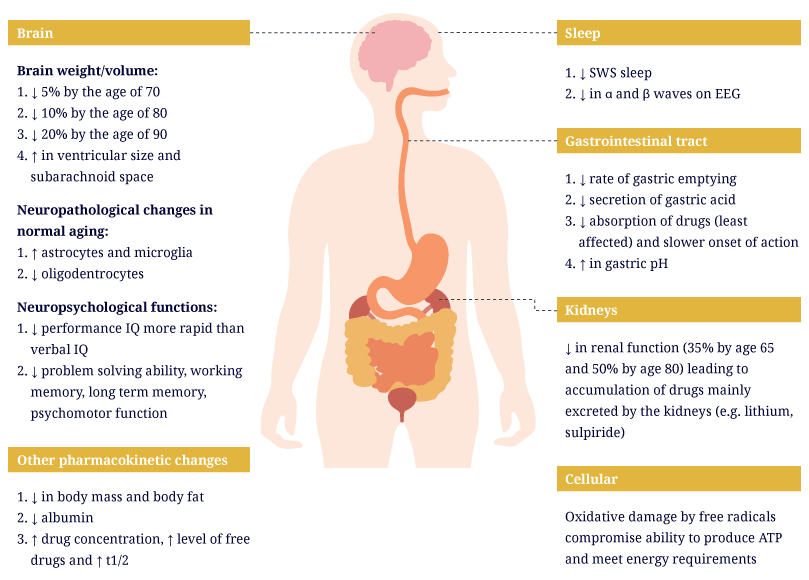 Brain
Brain weight/volume:
1. ↓ 5% by the age of 70
2. ↓ 10% by the age of 80
3. ↓ 20% by the age of 90
4. ↑ in ventricular size and
subarachnoid space
Neuropathological changes in
normal aging:
1. ↑ astrocytes and microglia
2. ↓ oligodentrocytes
Neuropsychological functions:
1. ↓ performance IQ more rapid than
verbal IQ
2. ↓ problem solving ability, working
memory, long term memory,
psychomotor function
Other pharmacokinetic changes
1. ↓ in body mass and body fat
2. ↓ albumin
3. ↑ drug concentration, ↑ level of free
drugs and ↑ t1/2
Sleep
1. ↓ SWS sleep
2. ↓ in α and β waves on EEG
Gastrointestinal tract
1. ↓ rate of gastric emptying
2. ↓ secretion of gastric acid
3. ↓ absorption of drugs (least
affected) and slower onset of action
4. ↑ in gastric pH
Kidneys
↓ in renal function (35% by age 65
and 50% by age 80) leading to
accumulation of drugs mainly
excreted by the kidneys (e.g. lithium,
sulpiride)
Cellular
Oxidative damage by free radicals
compromise ability to produce ATP
and meet energy requirements